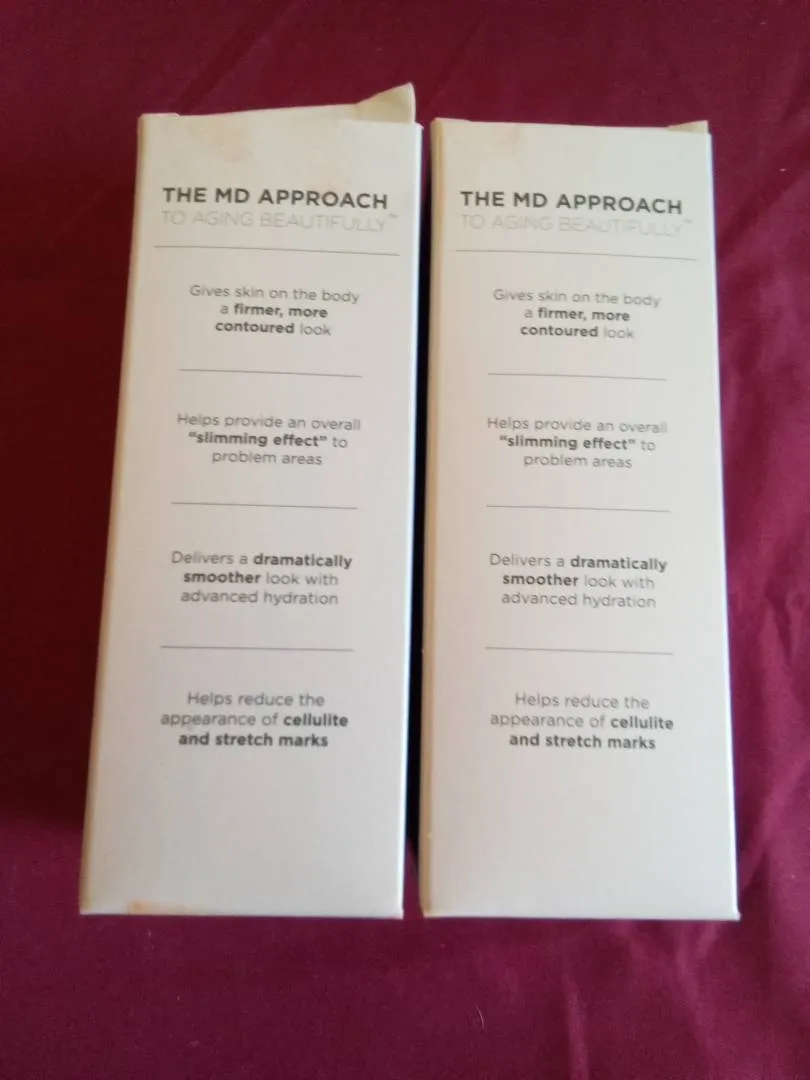 THE MD APPROACH
TO AGING BEAUTIFULLY™
Gives skin on the body
a firmer, more
contoured look
Helps provide an overall
“slimming effect” to
problem areas
Delivers a dramatically
smoother look with
advanced hydration
Helps reduce the
appearance of cellulite
and stretch marks
THE MD APPROACH
TO AGING BEAUTIFULLY™
Gives skin on the body
a firmer, more
contoured look
Helps provide an overall
“slimming effect” to
problem areas
Delivers a dramatically
smoother look with
advanced hydration
Helps reduce the
appearance of cellulite
and stretch marks